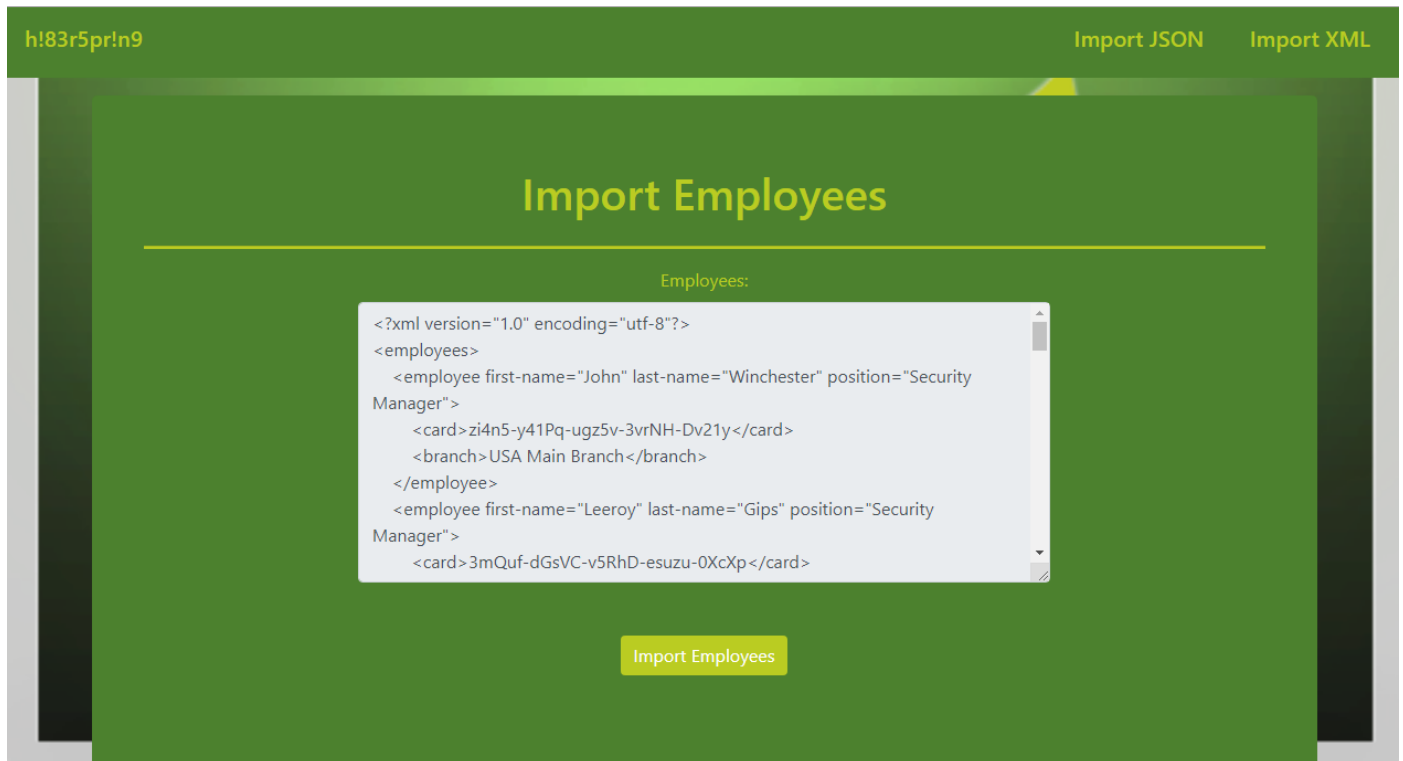 h!83r5pr!n9 Import JSON Import XML
Import Employees
Employees:
<?xml version="1.0" encoding="utf-8"?>
<employees>
<employee first-name="John" last-name="Winchester" position="Security
Manager">
<card>zi4n5-y41Pq-ugz5v-3vrNH-Dv21y</card>
<branch>USA Main Branch</branch>
</employee>
<employee first-name="Leeroy" last-name="Gips" position="Security
Manager">
<card>3mQuf-dGsVC-v5RhD-esuzu-0XcXp</card>
Import Employees